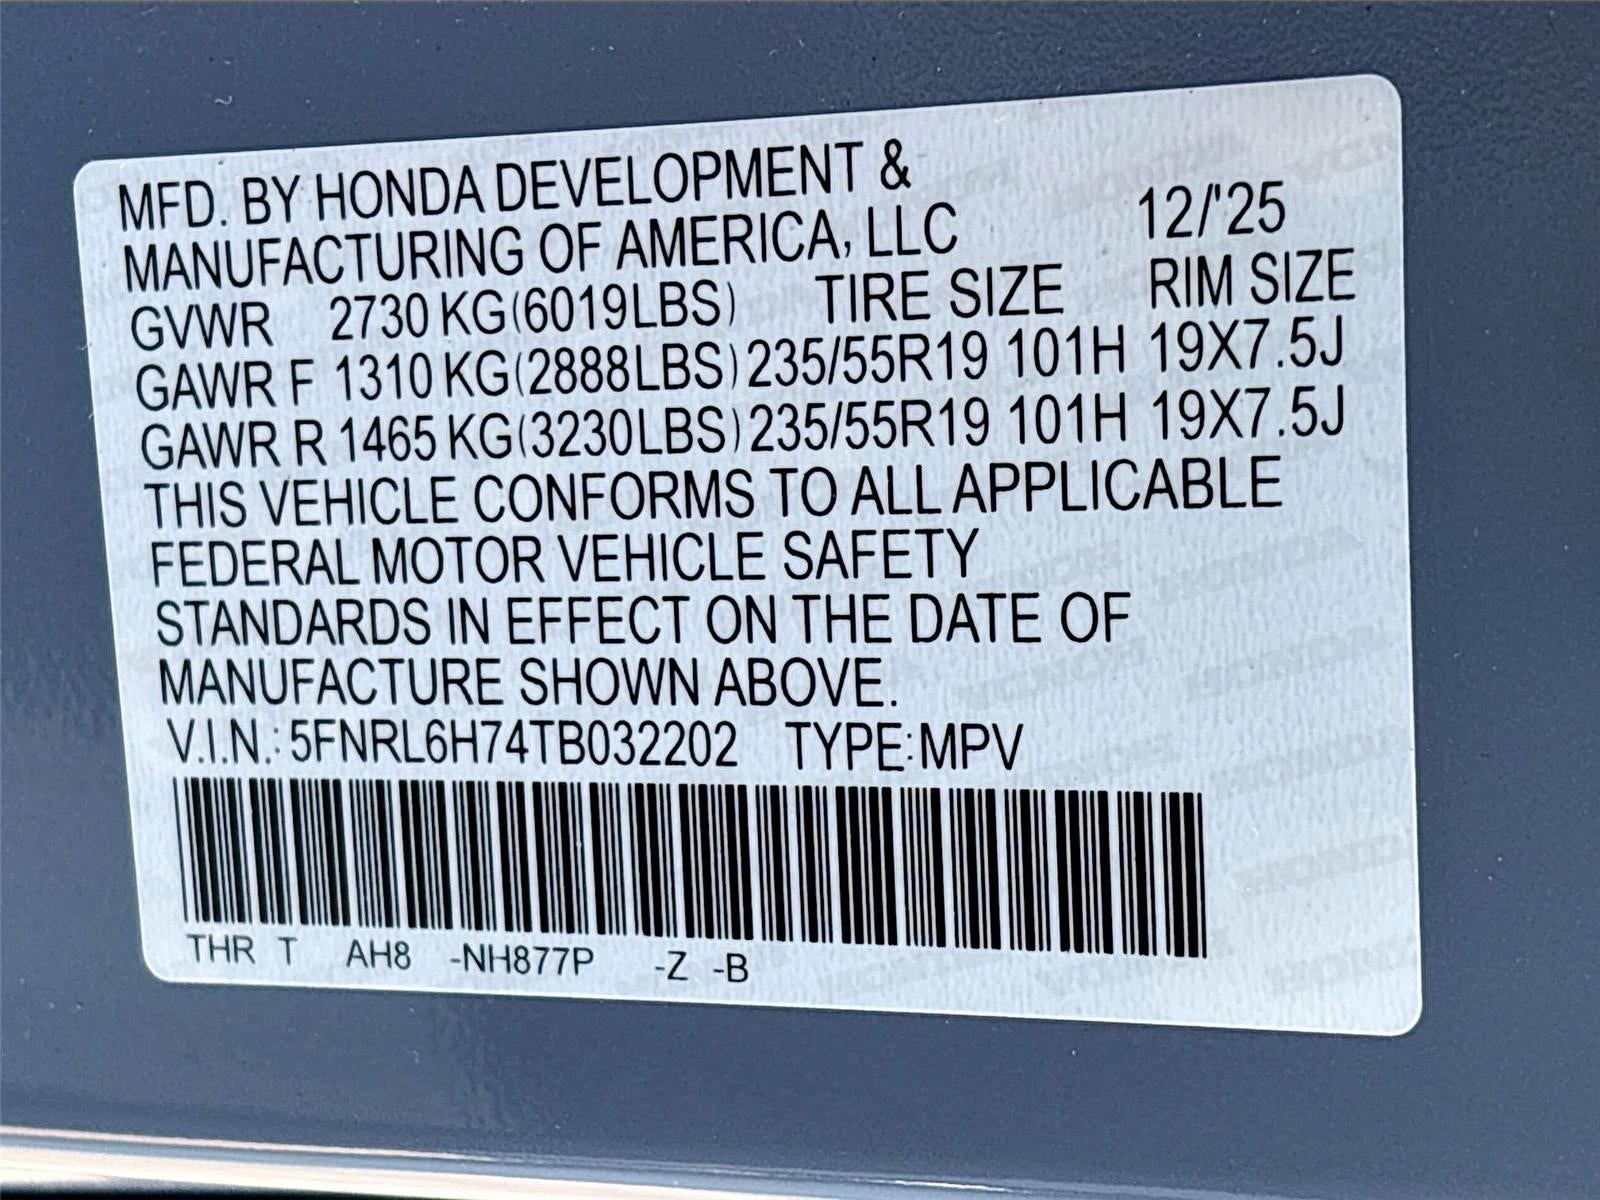 MFD. BY HONDA DEVELOPMENT &
MANUFACTURING OF AMERICA, LLC 12/'25
GVWR 2730 KG(6019LBS) TIRE SIZE RIM SIZE
GAWR F 1310 KG(2888LBS) 235/55R19 101H 19X7.5J
GAWR R 1465 KG(3230LBS) 235/55R19 101H 19X7.5J
THIS VEHICLE CONFORMS TO ALL APPLICABLE
FEDERAL MOTOR VEHICLE SAFETY
STANDARDS IN EFFECT ON THE DATE OF
MANUFACTURE SHOWN ABOVE.
V.I.N.: 5FNRL6H74TB032202 TYPE: MPV
THR T AH8 -NH877P -Z -B